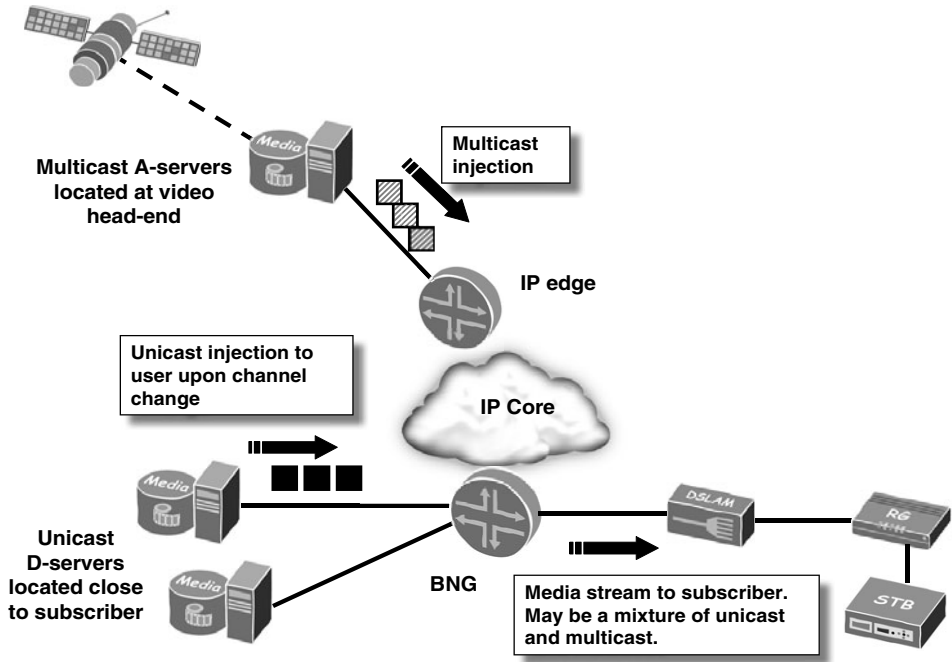 Media
Multicast
injection
Multicast A-servers
located at video
head-end
IP edge
Unicast injection to
user upon channel
change
IP Core
Media
DSLAM
RG
Unicast
D-servers
located close
to subscriber
Media
BNG
Media stream to subscriber.
May be a mixture of unicast
and multicast.
STB